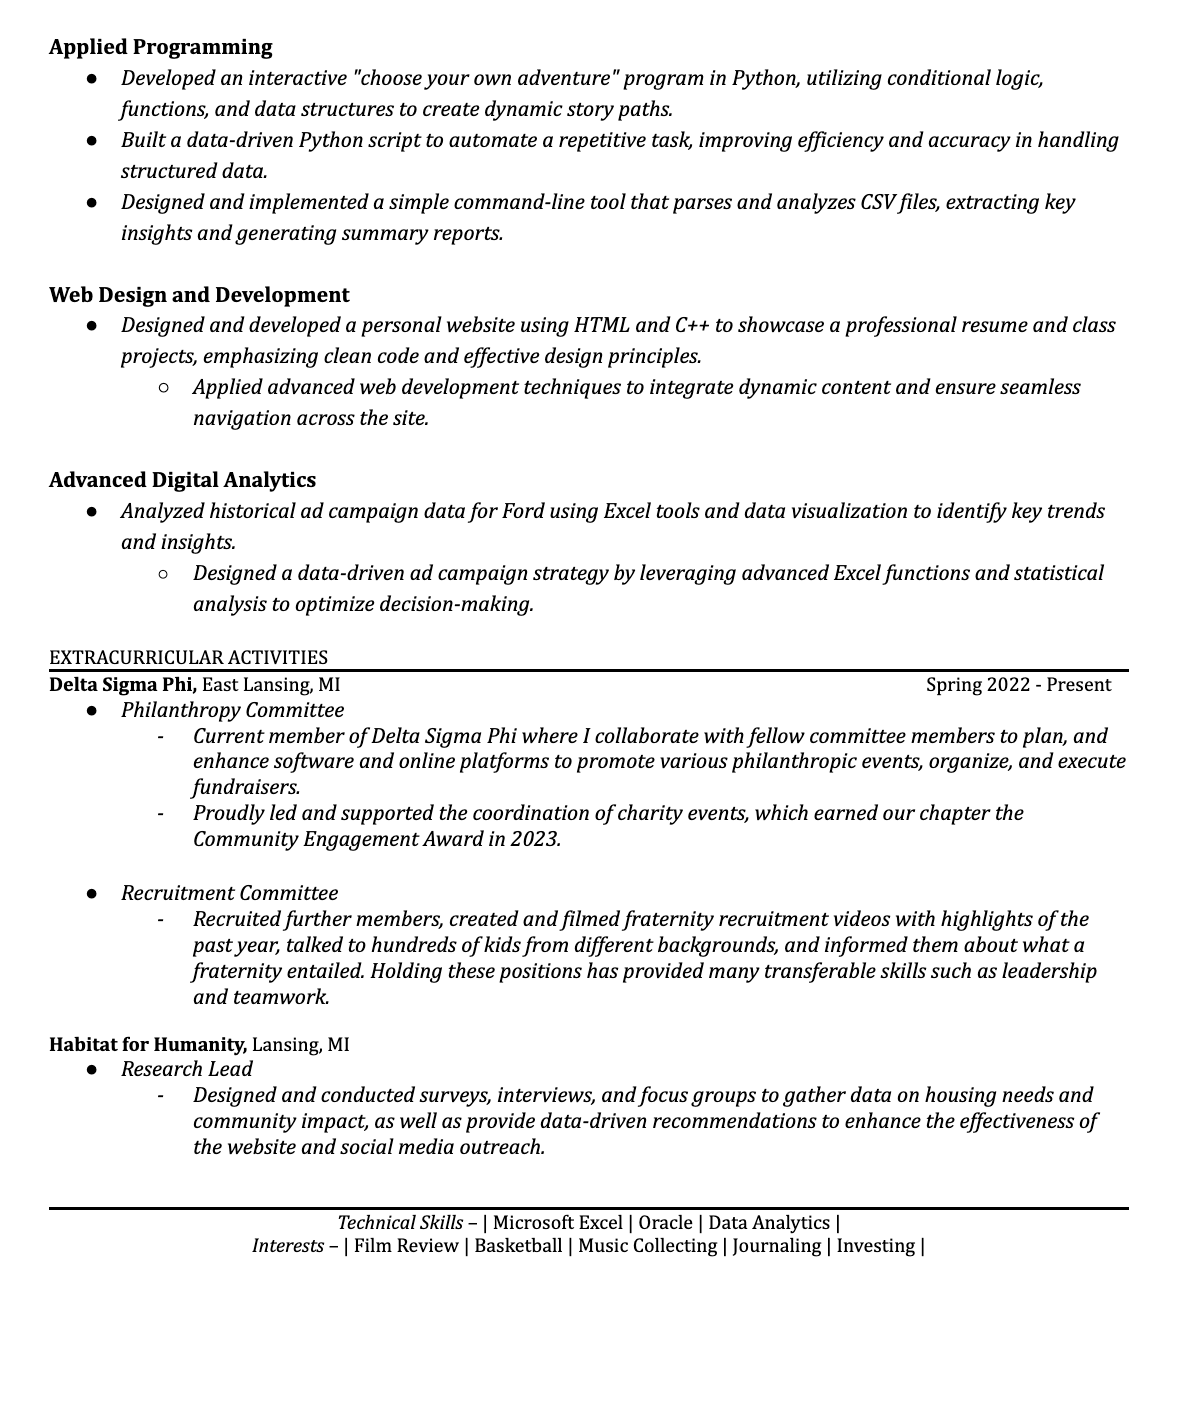 Applied Programming
● Developed an interactive "choose your own adventure" program in Python, utilizing conditional logic,
functions, and data structures to create dynamic story paths.
● Built a data-driven Python script to automate a repetitive task, improving efficiency and accuracy in handling
structured data.
● Designed and implemented a simple command-line tool that parses and analyzes CSV files, extracting key
insights and generating summary reports.
Web Design and Development
● Designed and developed a personal website using HTML and C++ to showcase a professional resume and class
projects, emphasizing clean code and effective design principles.
○ Applied advanced web development techniques to integrate dynamic content and ensure seamless
navigation across the site.
Advanced Digital Analytics
● Analyzed historical ad campaign data for Ford using Excel tools and data visualization to identify key trends
and insights.
○ Designed a data-driven ad campaign strategy by leveraging advanced Excel functions and statistical
analysis to optimize decision-making.
EXTRACURRICULAR ACTIVITIES
Delta Sigma Phi, East Lansing, MI Spring 2022 - Present
● Philanthropy Committee
- Current member of Delta Sigma Phi where I collaborate with fellow committee members to plan, and
enhance software and online platforms to promote various philanthropic events, organize, and execute
fundraisers.
- Proudly led and supported the coordination of charity events, which earned our chapter the
Community Engagement Award in 2023.
● Recruitment Committee
- Recruited further members, created and filmed fraternity recruitment videos with highlights of the
past year, talked to hundreds of kids from different backgrounds, and informed them about what a
fraternity entailed. Holding these positions has provided many transferable skills such as leadership
and teamwork.
Habitat for Humanity, Lansing, MI
● Research Lead
- Designed and conducted surveys, interviews, and focus groups to gather data on housing needs and
community impact, as well as provide data-driven recommendations to enhance the effectiveness of
the website and social media outreach.
Technical Skills – | Microsoft Excel | Oracle | Data Analytics |
Interests – | Film Review | Basketball | Music Collecting | Journaling | Investing |